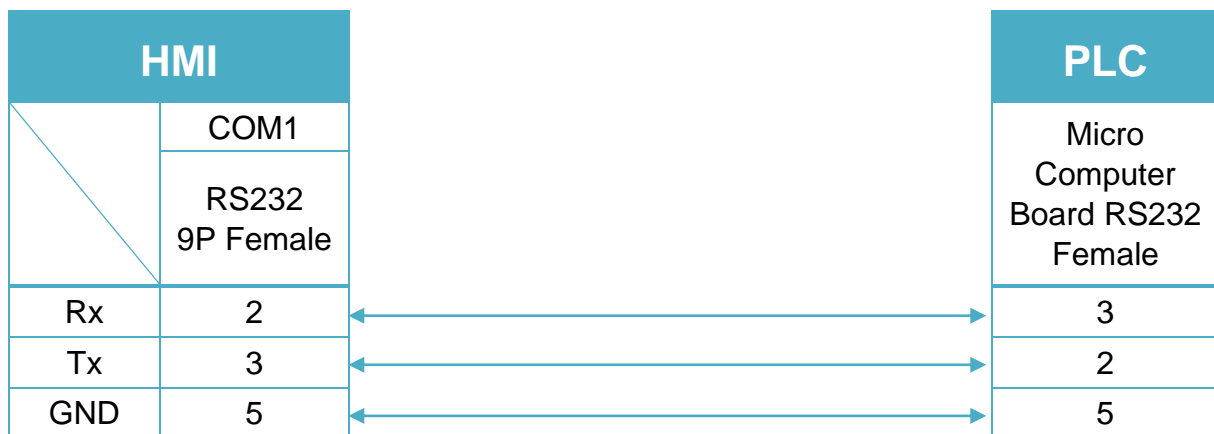 HMI
PLC
COM1
RS232
9P Female
Micro
Computer
Board RS232
Female
Rx 2 3
Tx 3 2
GND 5 5